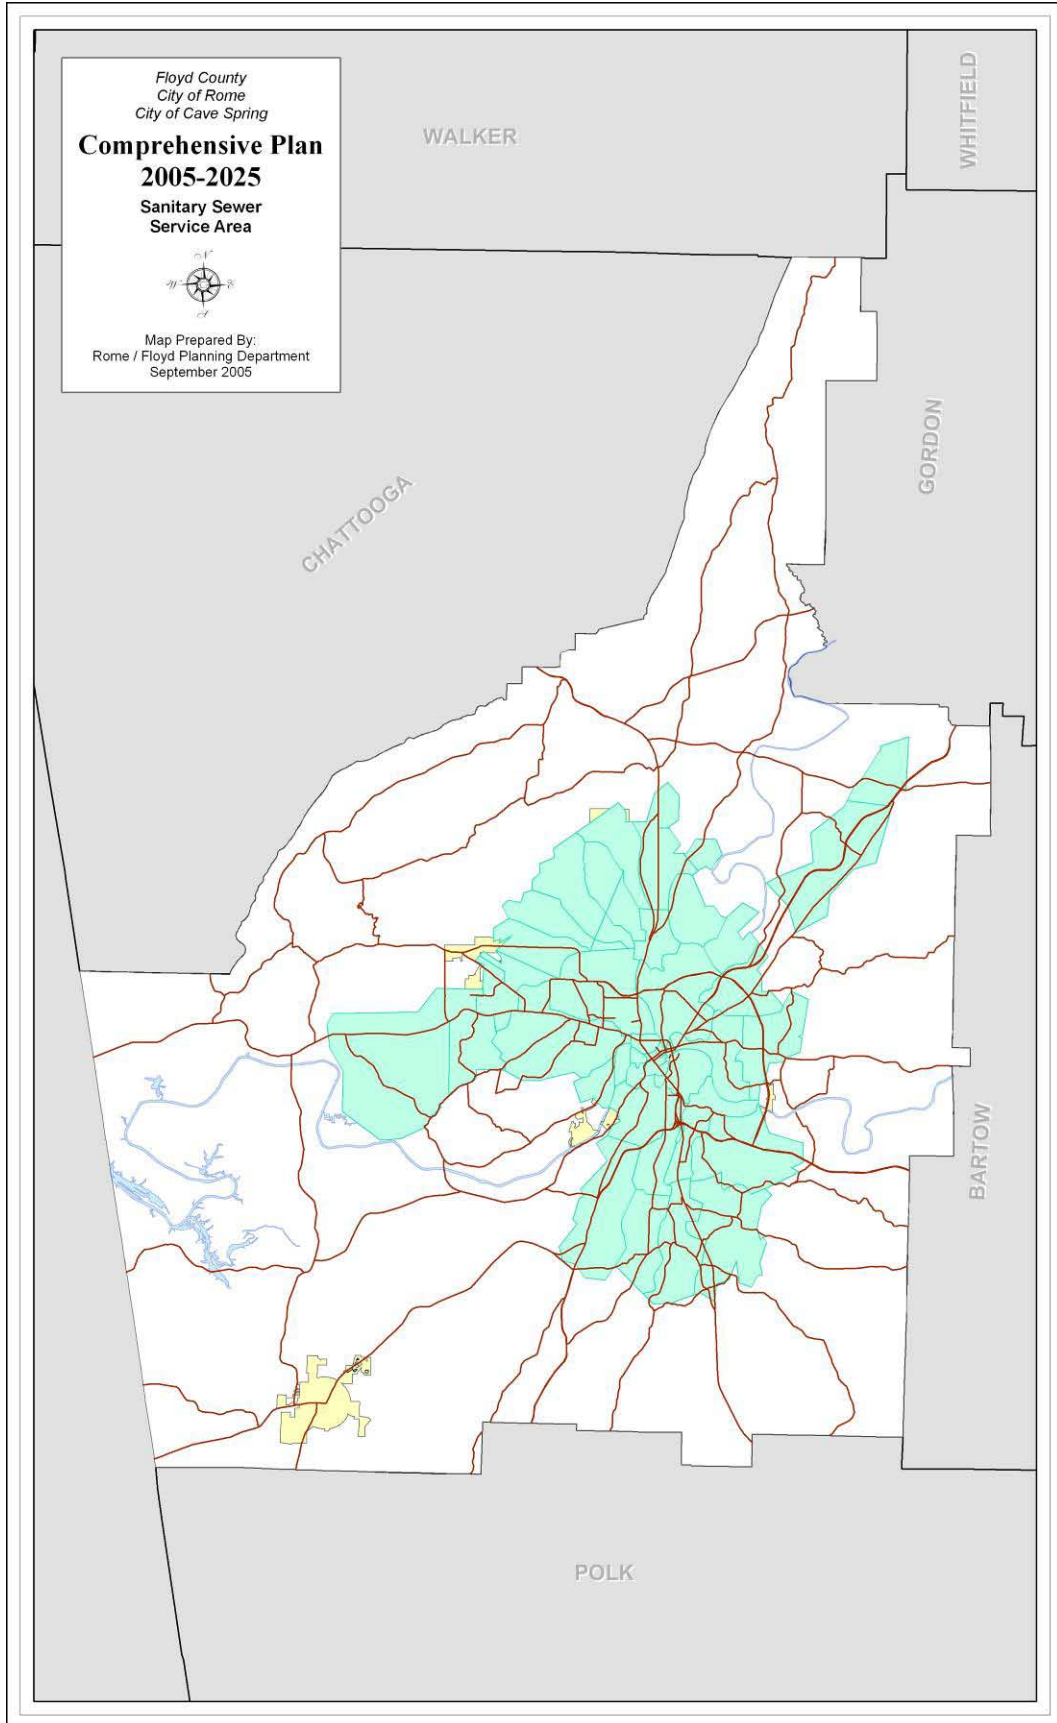 Floyd County
City of Rome
City of Cave Spring
Comprehensive Plan
2005-2025
Sanitary Sewer
Service Area
N
W E
S
Map Prepared By:
Rome / Floyd Planning Department
September 2005
WALKER
WHITFIELD
CHATTOOGA
GORDON
BARTOW
POLK